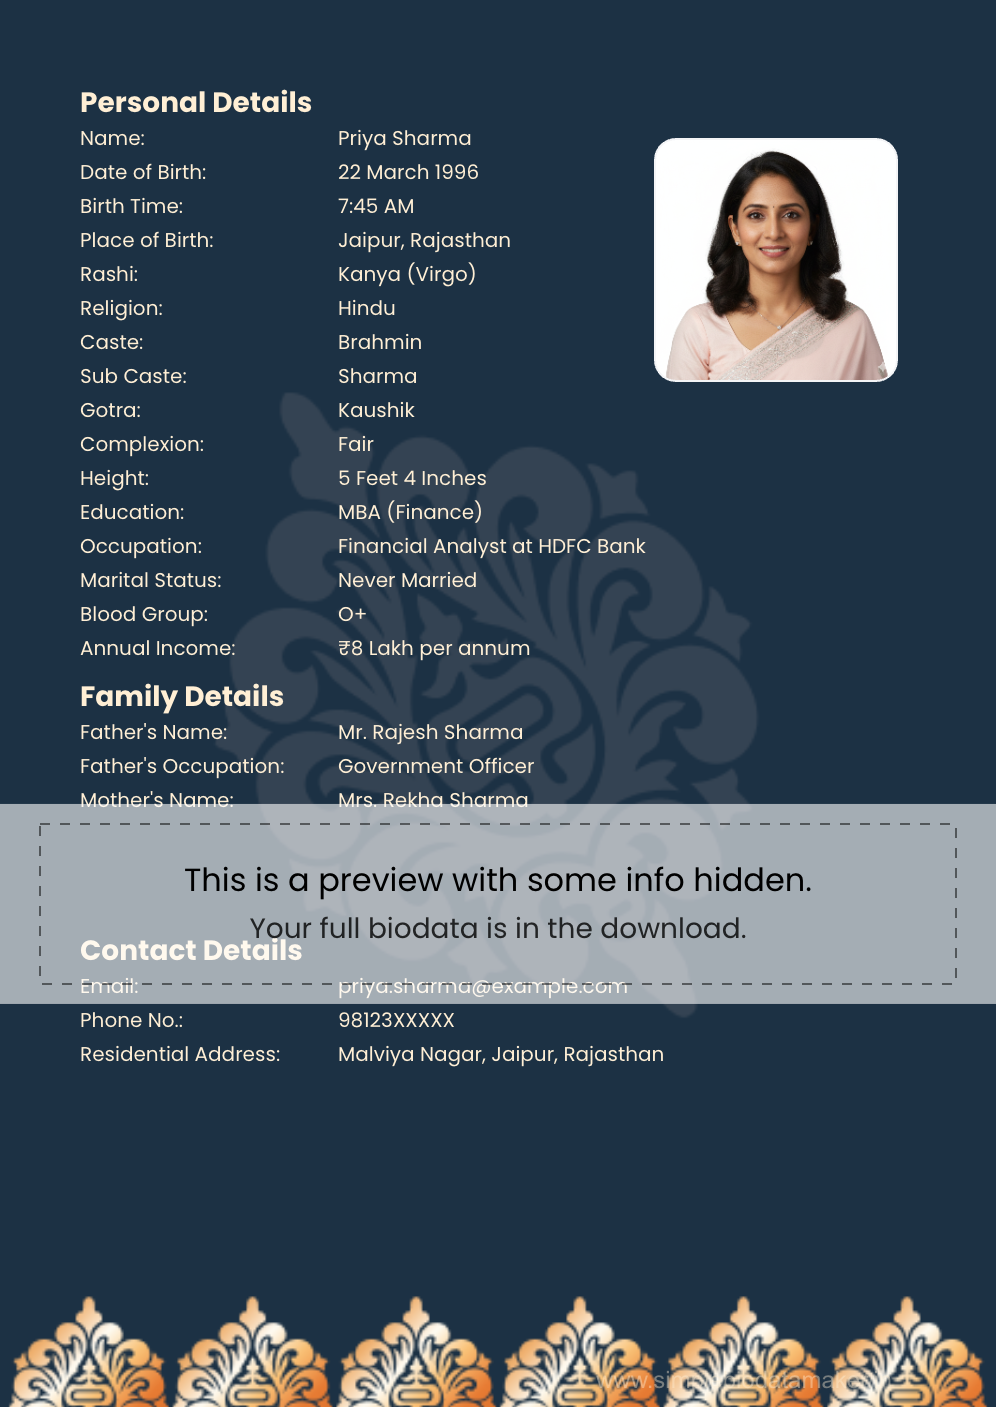 Personal Details
Name: Priya Sharma
Date of Birth: 22 March 1996
Birth Time: 7:45 AM
Place of Birth: Jaipur, Rajasthan
Rashi: Kanya (Virgo)
Religion: Hindu
Caste: Brahmin
Sub Caste: Sharma
Gotra: Kaushik
Complexion: Fair
Height: 5 Feet 4 Inches
Education: MBA (Finance)
Occupation: Financial Analyst at HDFC Bank
Marital Status: Never Married
Blood Group: O+
Annual Income: ₹8 Lakh per annum
Family Details
Father's Name: Mr. Rajesh Sharma
Father's Occupation: Government Officer
Mother's Name: Mrs. Rekha Sharma
This is a preview with some info hidden.
Your full biodata is in the download.
Contact Details
Email: priya.sharma@example.com
Phone No.: 98123XXXXX
Residential Address: Malviya Nagar, Jaipur, Rajasthan